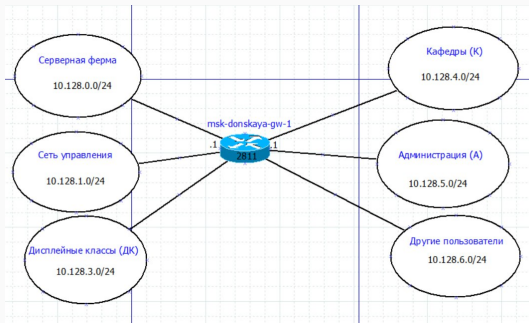 Серверная ферма
10.128.0.0/24
Кафедры (К)
10.128.4.0/24
msk-donskaya-gw-1
.1
.1
2811
Сеть управления
10.128.1.0/24
Администрация (А)
10.128.5.0/24
Дисплейные классы (ДК)
10.128.3.0/24
Другие пользователи
10.128.6.0/24